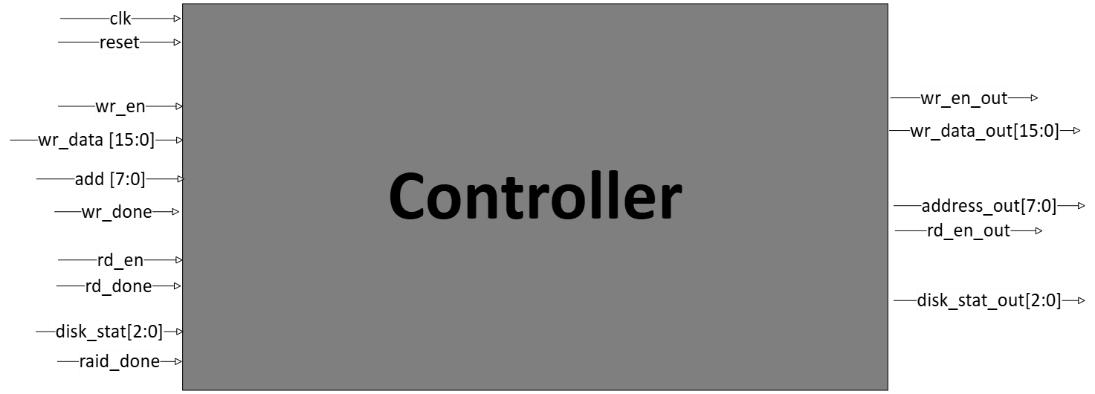 clk
reset
wr_en
wr_data [15:0]
add [7:0]
wr_done
rd_en
rd_done
disk_stat[2:0]
raid_done
Controller
wr_en_out
wr_data_out[15:0]
address_out[7:0]
rd_en_out
disk_stat_out[2:0]